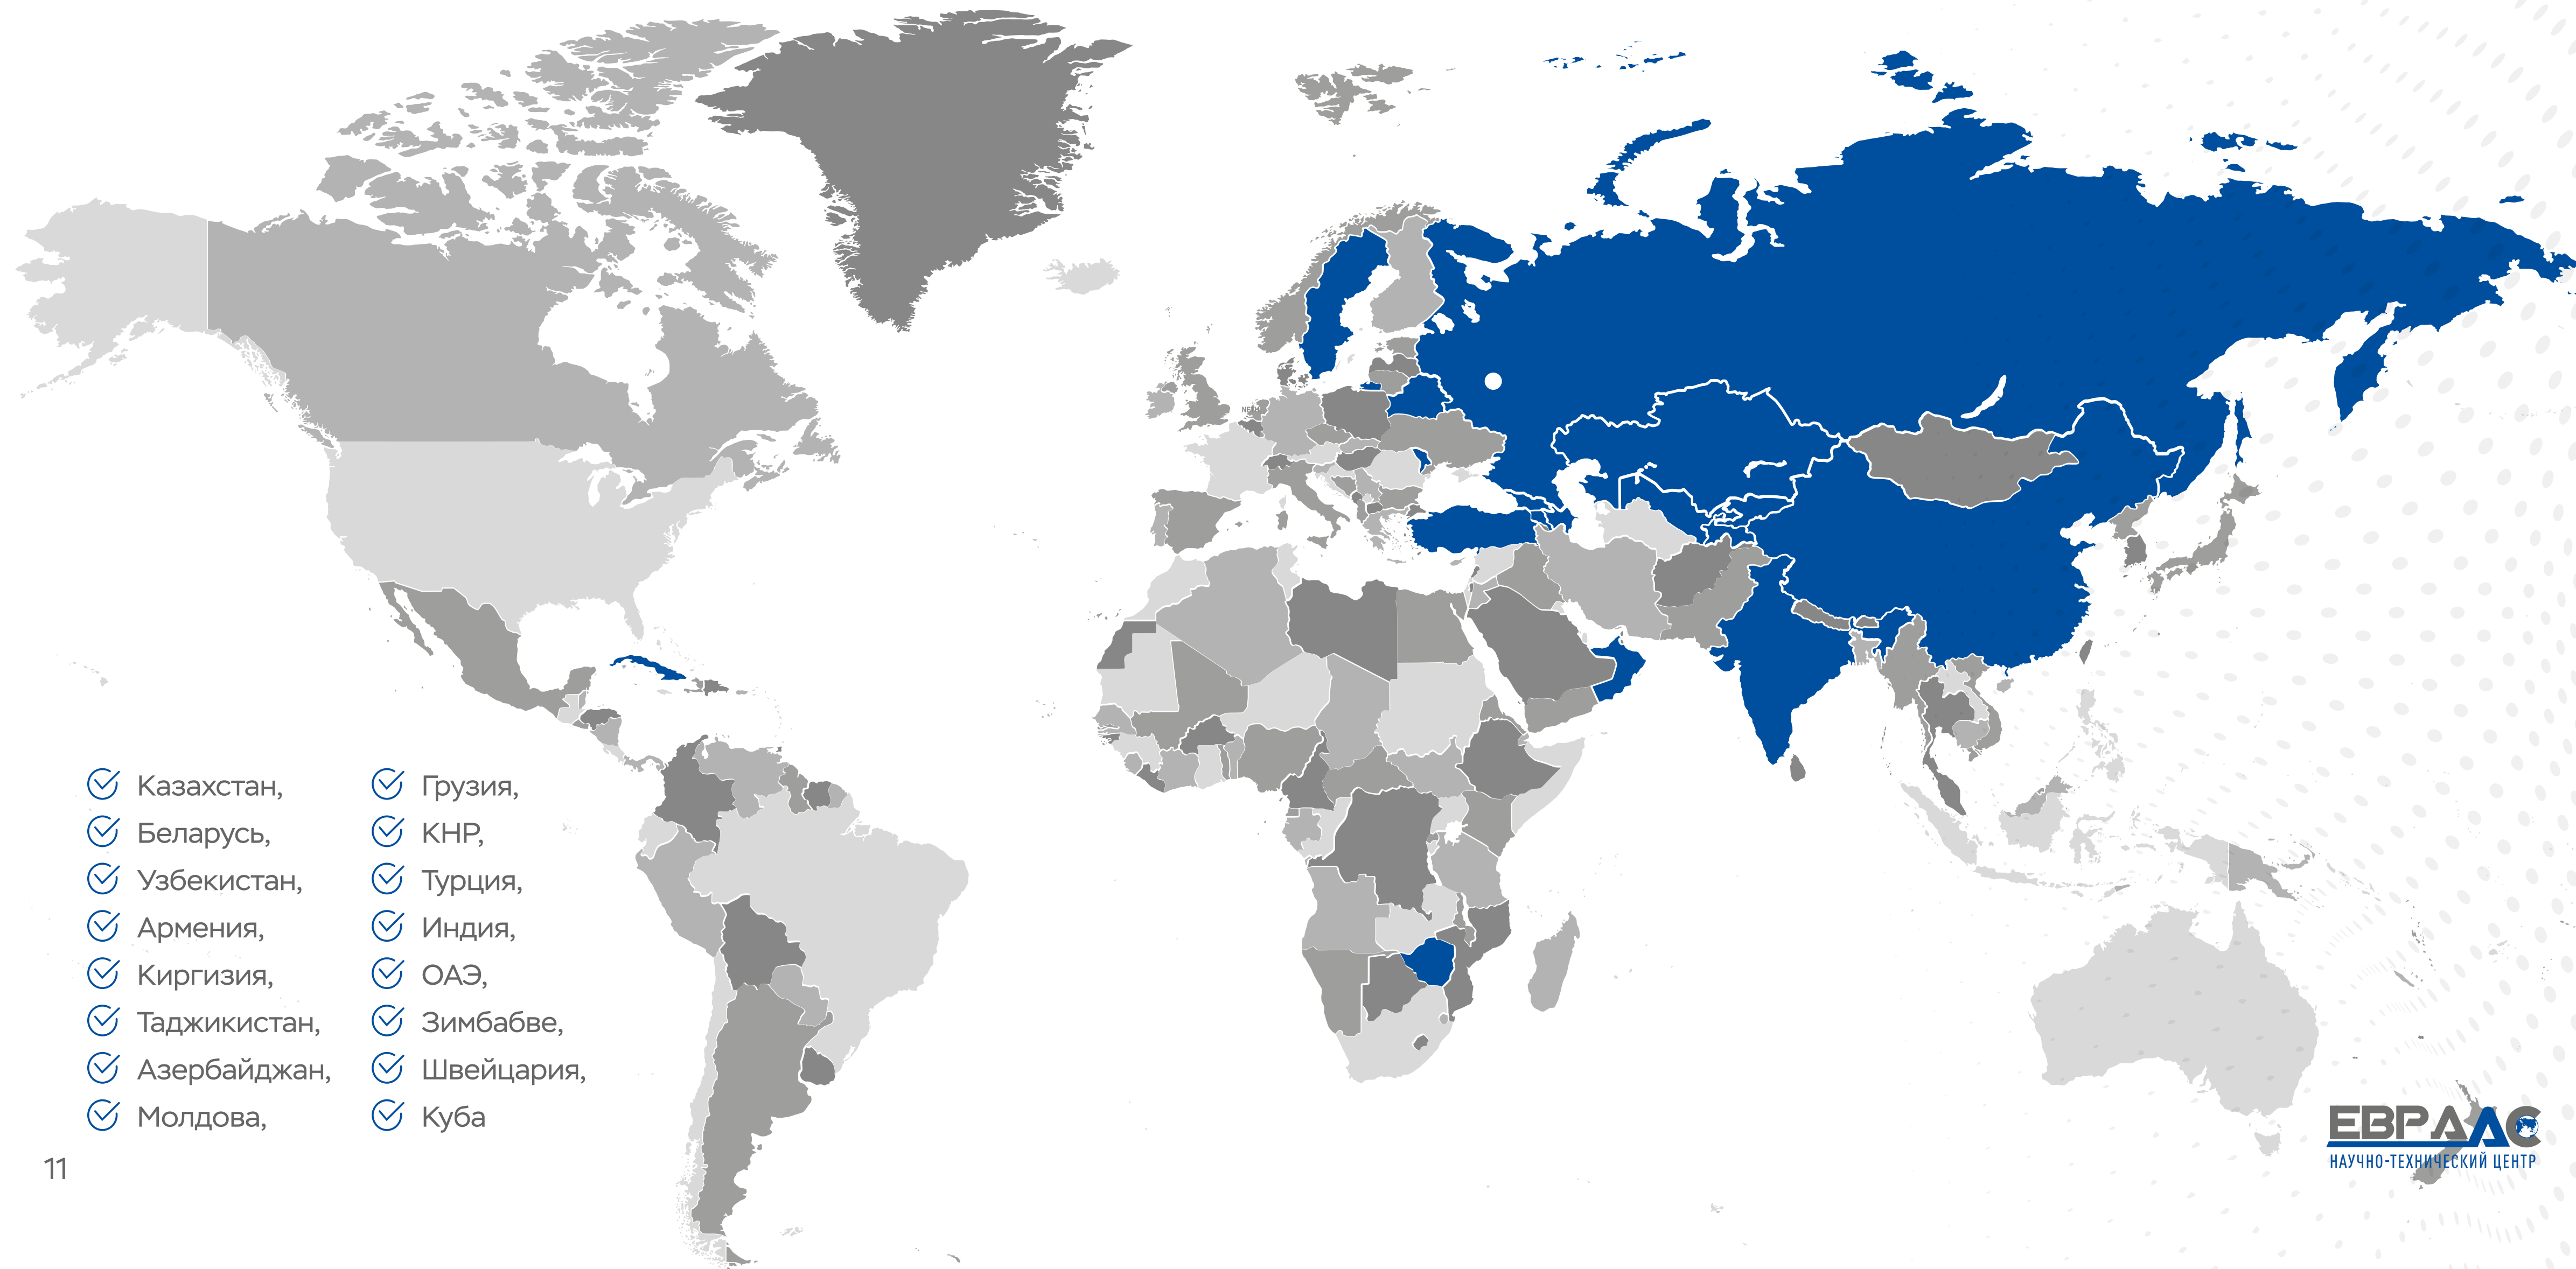 Казахстан,
Беларусь,
Узбекистан,
Армения,
Киргизия,
Таджикистан,
Азербайджан,
Молдова,
Грузия,
КНР,
Турция,
Индия,
ОАЭ,
Зимбабве,
Швейцария,
Куба
11
ЕВРААС
НАУЧНО-ТЕХНИЧЕСКИЙ ЦЕНТР